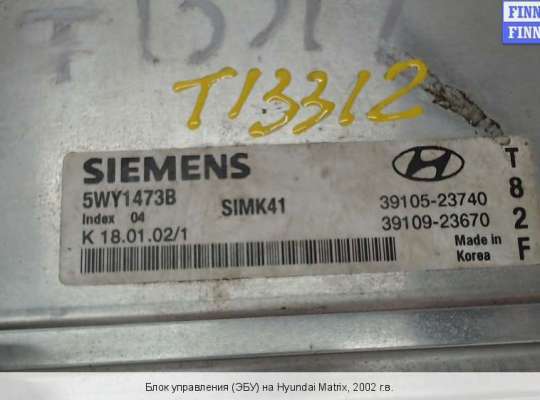 FINN
FINN
T13312
T13312
SIEMENS
5WY1473B
SIMK41
39105-23740
Index 04
39109-23670
K 18.01.02/1
Made in
Korea
T
8
2
F
Блок управления (ЭБУ) на Hyundai Matrix, 2002 г.в.